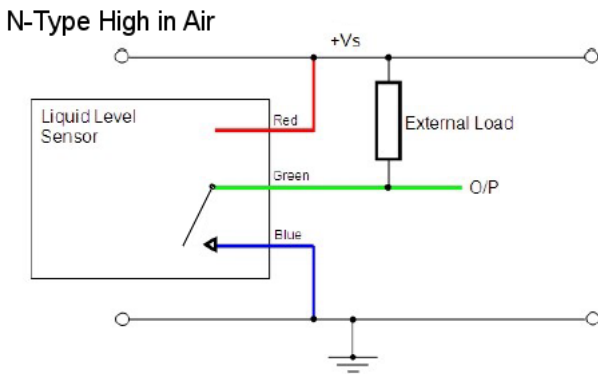 N-Type High in Air
+Vs
Liquid Level
Sensor
Red
External Load
Green
O/P
Blue